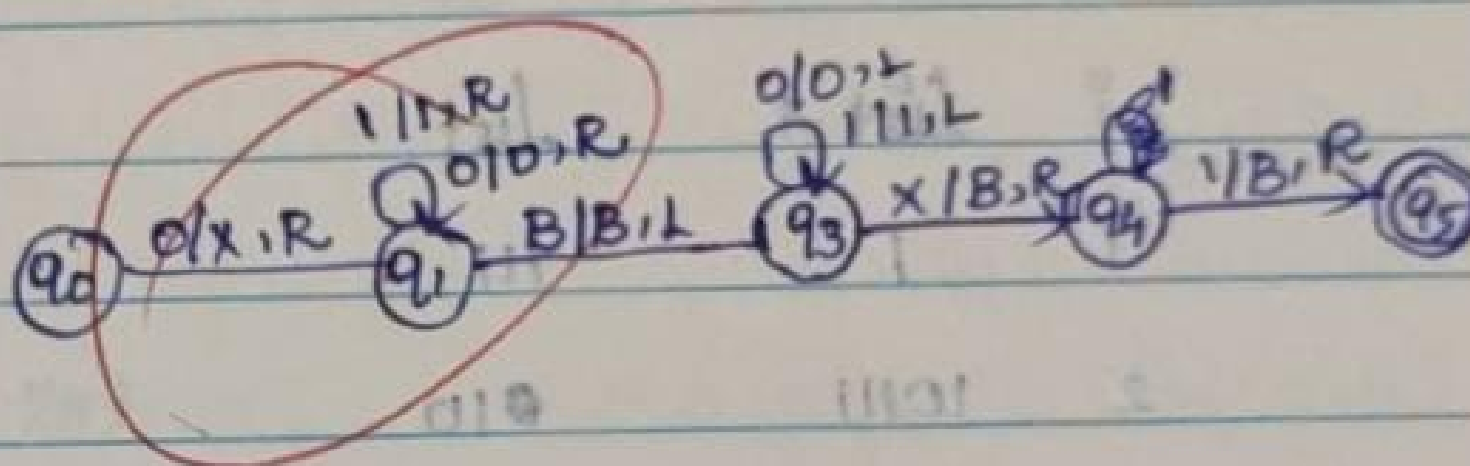 1/1,R
0/0,R
0/0,L
1/1,L
q0
0/X,R
q1
B/B,L
q3
X/B,R
q4
1/B,R
q5